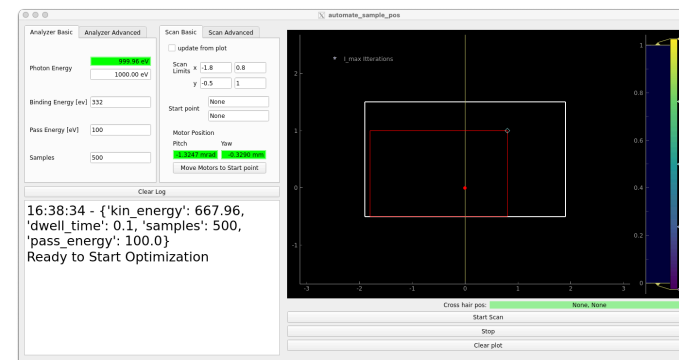 automate_sample_pos
Analyzer Basic
Analyzer Advanced
Photon Energy
999.96 eV
1000.00 eV
Binding Energy [ev]
332
Pass Energy [eV]
100
Samples
500
Scan Basic
Scan Advanced
update from plot
Scan Limits
x
-1.8
0.8
y
-0.5
1
Start point
None
None
Motor Position
Pitch
Yaw
-1.3247 mrad
-0.3290 mm
Move Motors to Start point
Clear Log
16:38:34 - {'kin_energy': 667.96,
'dwell_time': 0.1, 'samples': 500,
'pass_energy': 100.0}
Ready to Start Optimization
I_max Itterations
2
1
0
-1
-3
-2
-1
0
1
2
3
1
0.8
0.6
0.4
0.2
0
Cross hair pos:
None, None
Start Scan
Stop
Clear plot